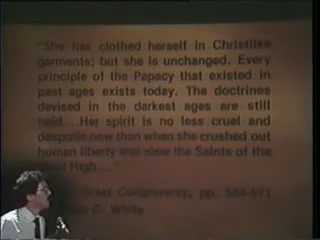 "She has clothed herself in Christlike
garments; but she is unchanged. Every
principle of the Papacy that existed in
past ages exists today. The doctrines
devised in the darkest ages are still
held....Her spirit is no less cruel and
despotic now than when she crushed out
human liberty and slew the Saints of the
High...."
Great Controversy, pp. 564-571.
G. White